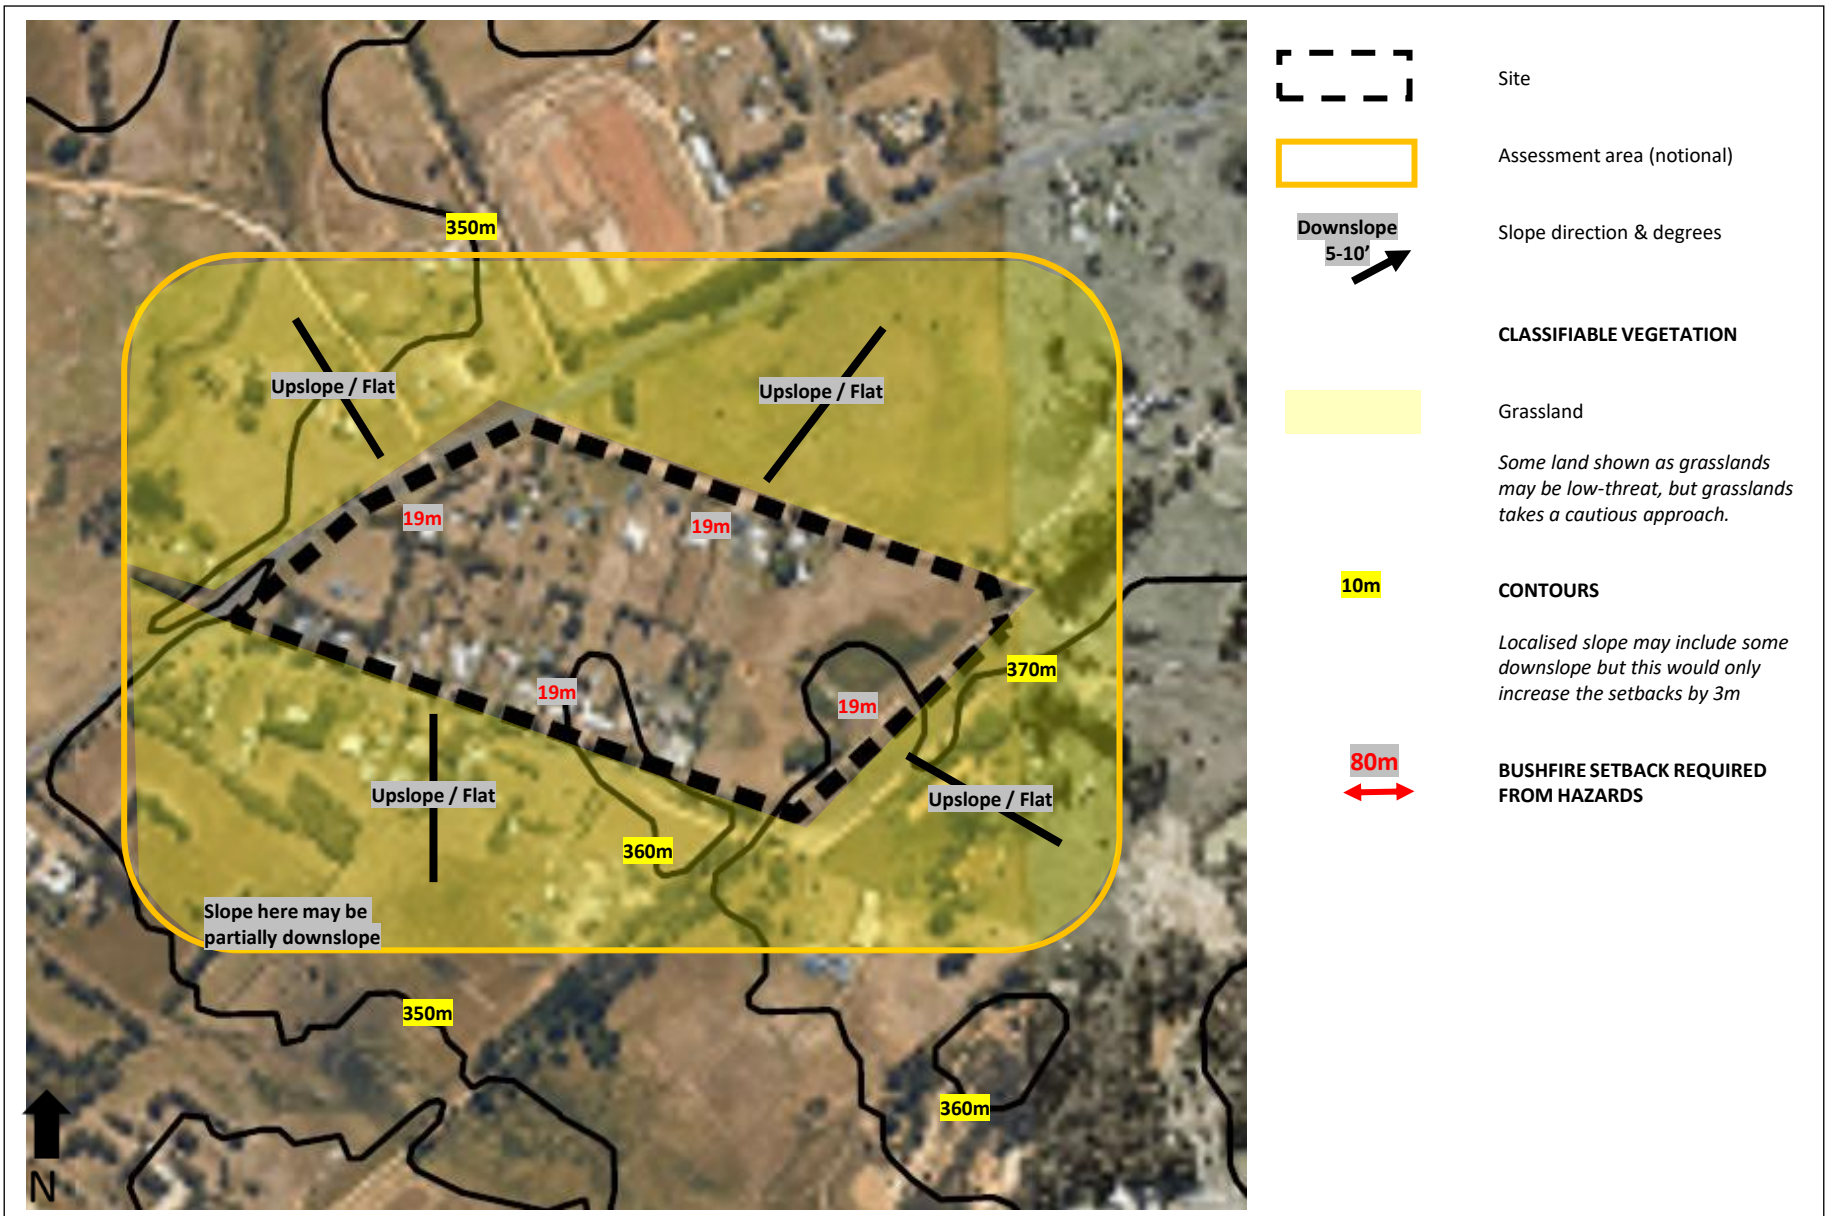 350m
Upslope / Flat
Upslope / Flat
19m
19m
370m
19m
19m
Upslope / Flat
Upslope / Flat
360m
Slope here may be
partially downslope
350m
360m
N
Site
Assessment area (notional)
Downslope
5-10'
Slope direction & degrees
CLASSIFIABLE VEGETATION
Grassland
Some land shown as grasslands
may be low-threat, but grasslands
takes a cautious approach.
10m
CONTOURS
Localised slope may include some
downslope but this would only
increase the setbacks by 3m
80m
BUSHFIRE SETBACK REQUIRED
FROM HAZARDS